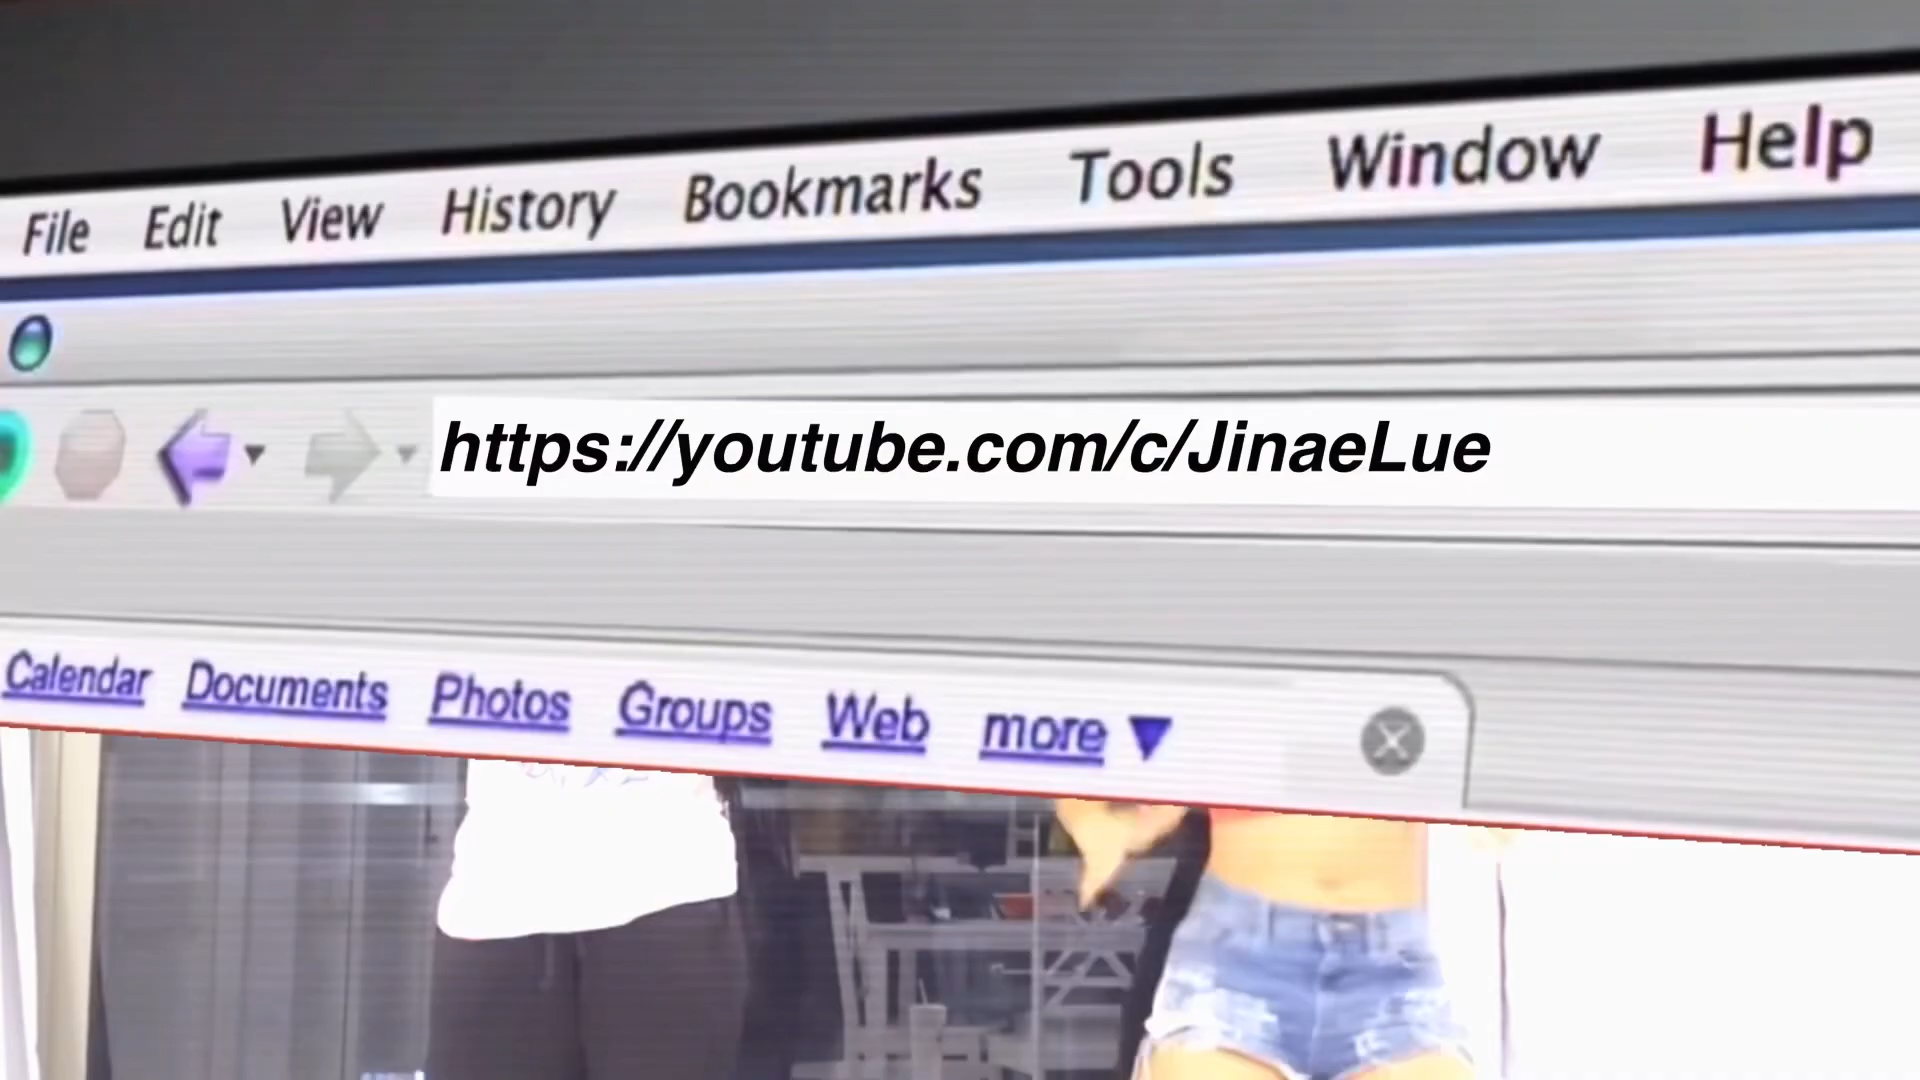 File Edit View History Bookmarks Tools Window Help
https://youtube.com/c/JinaeLue
Calendar Documents Photos Groups Web more